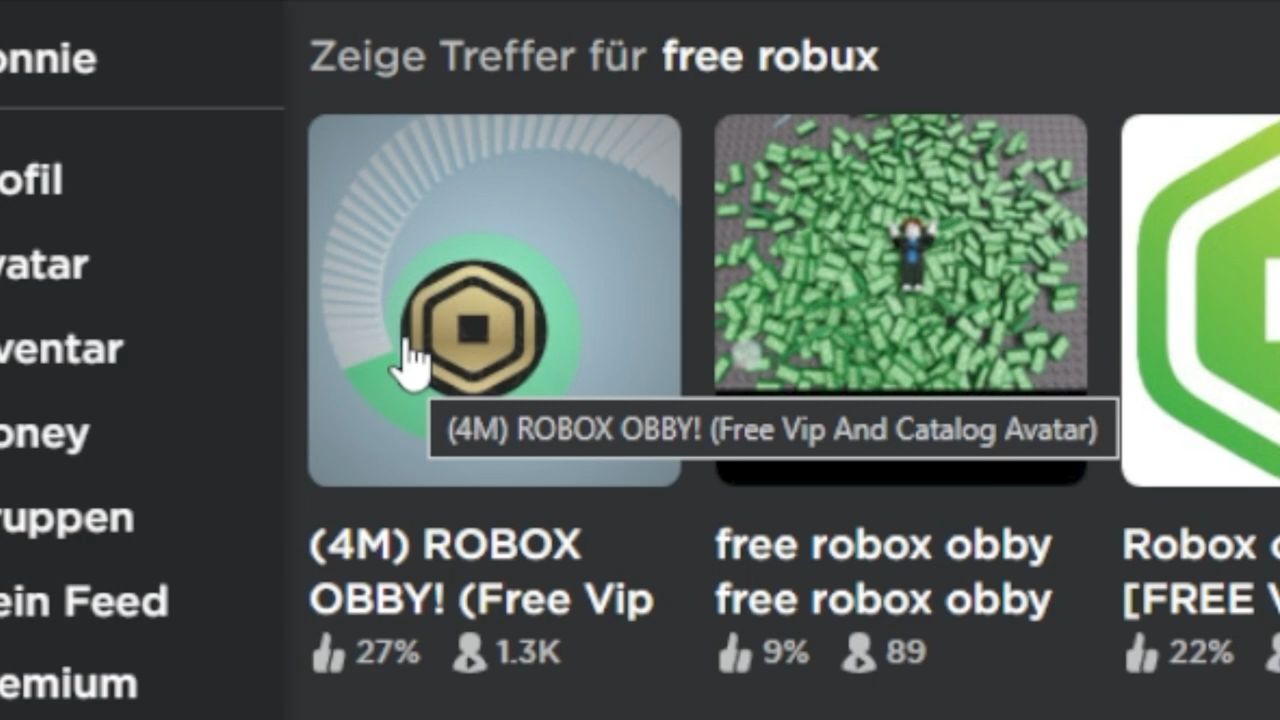 onnie
Zeige Treffer für free robux
ofil
vatar
ventar
oney
ruppen
ein Feed
emium
(4M) ROBOX OBBY! (Free Vip And Catalog Avatar)
(4M) ROBOX
OBBY! (Free Vip
27% 1.3K
free robox obby
free robox obby
9% 89
Robox o
[FREE V
22%